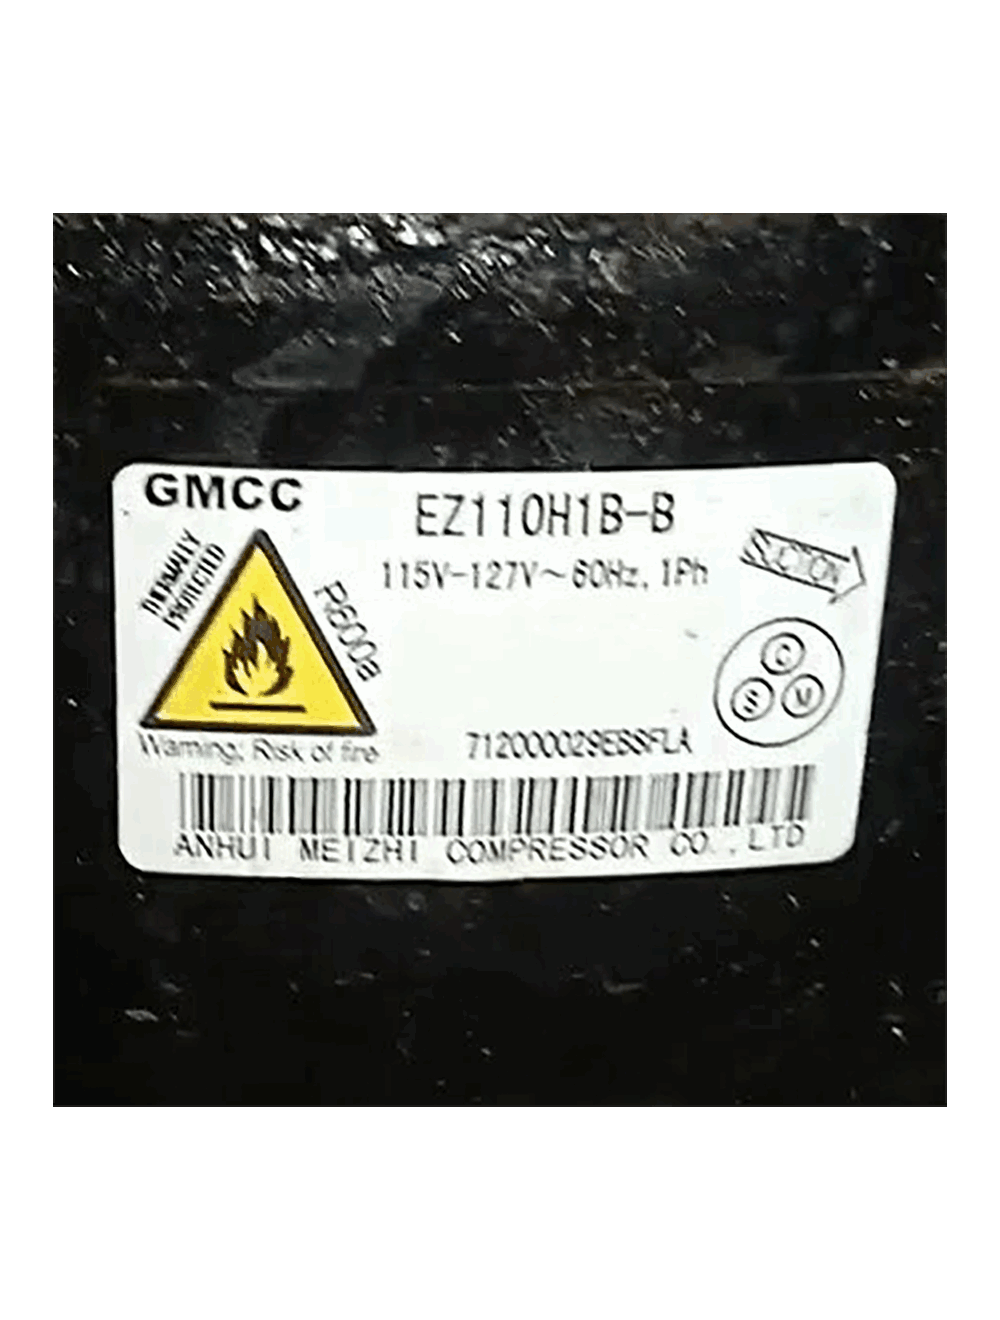 GMCC
EZ110H1B-B
115V-127V~60Hz, 1Ph
THERMALLY
PROTECTED
R600a
SUCTION
C
S M
Warning: Risk of fire
ANHUI MEIZHI COMPRESSOR CO.,LTD